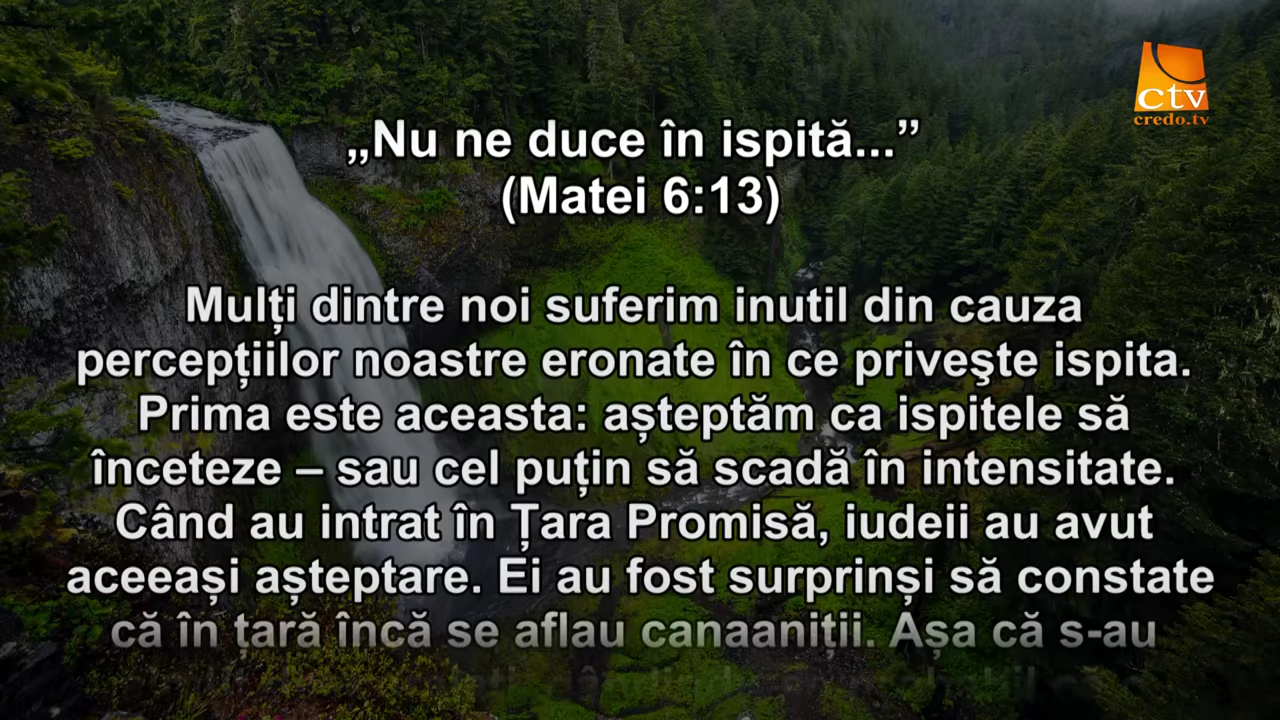 ctv
credo.tv
„Nu ne duce în ispită...”
(Matei 6:13)
Mulți dintre noi suferim inutil din cauza
percepțiilor noastre eronate în ce priveşte ispita.
Prima este aceasta: așteptăm ca ispitele să
înceteze – sau cel puțin să scadă în intensitate.
Când au intrat în Țara Promisă, iudeii au avut
aceeași așteptare. Ei au fost surprinși să constate
că în țară încă se aflau canaaniții. Așa că s-au